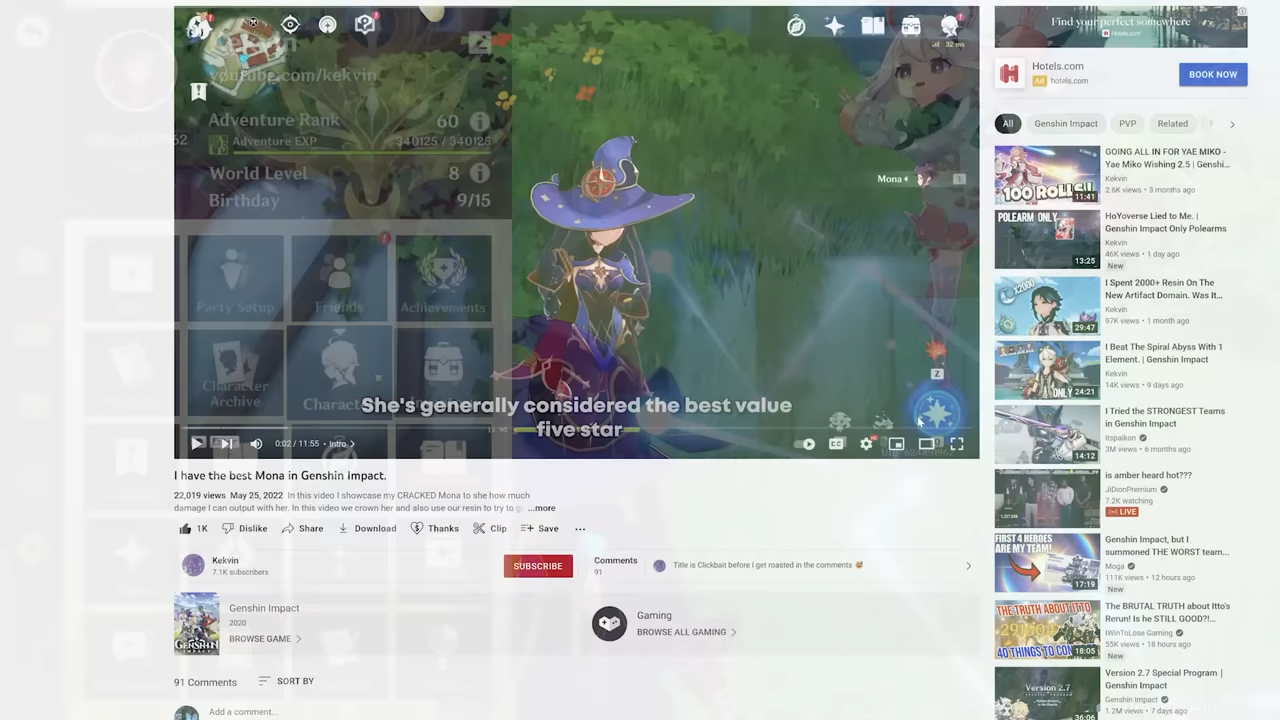 32 ms
youtube.com/kekvin
Adventure Rank 60
Adventure EXP 340125 / 340125
World Level 8
Birthday 9/15
Mona
Party Setup
Friends
Achievements
Character Archive
Z
She's generally considered the best value
five star
0:02 / 11:55 • Intro
I have the best Mona in Genshin Impact.
22,019 views May 25, 2022 In this video I showcase my CRACKED Mona to she how much
damage I can output with her. In this video we crown her and also use our resin to try to g ...more
1K
Dislike
Share
Download
Thanks
Clip
Save
Kekvin
7.1K subscribers
SUBSCRIBE
Comments
91
Title is Clickbait before I get roasted in the comments
Genshin Impact
2020
BROWSE GAME
GENSHIN
IMPACT
Gaming
BROWSE ALL GAMING
91 Comments
SORT BY
Add a comment...
Find your perfect somewhere
Hotels.com
Hotels.com
Ad hotels.com
BOOK NOW
All
Genshin Impact
PVP
Related
100 ROLLS!
11:41
GOING ALL IN FOR YAE MIKO -
Yae Miko Wishing 2.5 | Genshi...
Kekvin
2.6K views • 3 months ago
POLEARM ONLY
13:25
HoYoverse Lied to Me. |
Genshin Impact Only Polearms
Kekvin
46K views • 1 day ago
New
X2000
29:47
I Spent 2000+ Resin On The
New Artifact Domain. Was It...
Kekvin
97K views • 1 month ago
ONLY
24:21
I Beat The Spiral Abyss With 1
Element. | Genshin Impact
Kekvin
14K views • 9 days ago
14:12
I Tried the STRONGEST Teams
in Genshin Impact
itspaikon
3M views • 6 months ago
is amber heard hot???
JiDionPremium
7.2K watching
LIVE
FIRST 4 HEROES
ARE MY TEAM!
17:19
Genshin Impact, but I
summoned THE WORST team...
Moga
111K views • 12 hours ago
New
THE TRUTH ABOUT ITTO
40 THINGS TO
18:05
The BRUTAL TRUTH about Itto's
Rerun! Is he STILL GOOD?!...
IWinToLose Gaming
55K views • 18 hours ago
New
Version 2.7
36:06
Version 2.7 Special Program |
Genshin Impact
Genshin Impact
1.2M views • 7 days ago